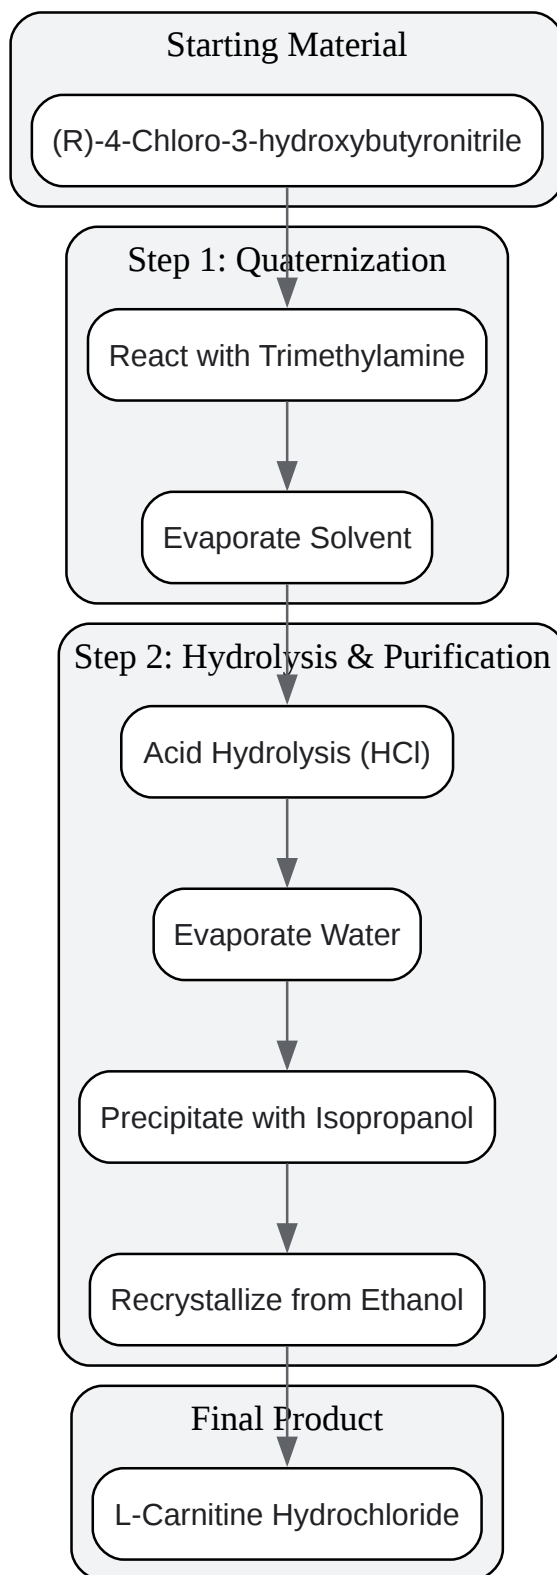 Starting Material
(R)-4-Chloro-3-hydroxybutyronitrile
Step 1: Quaternization
React with Trimethylamine
Evaporate Solvent
Step 2: Hydrolysis & Purification
Acid Hydrolysis (HCl)
Evaporate Water
Precipitate with Isopropanol
Recrystallize from Ethanol
Final Product
L-Carnitine Hydrochloride